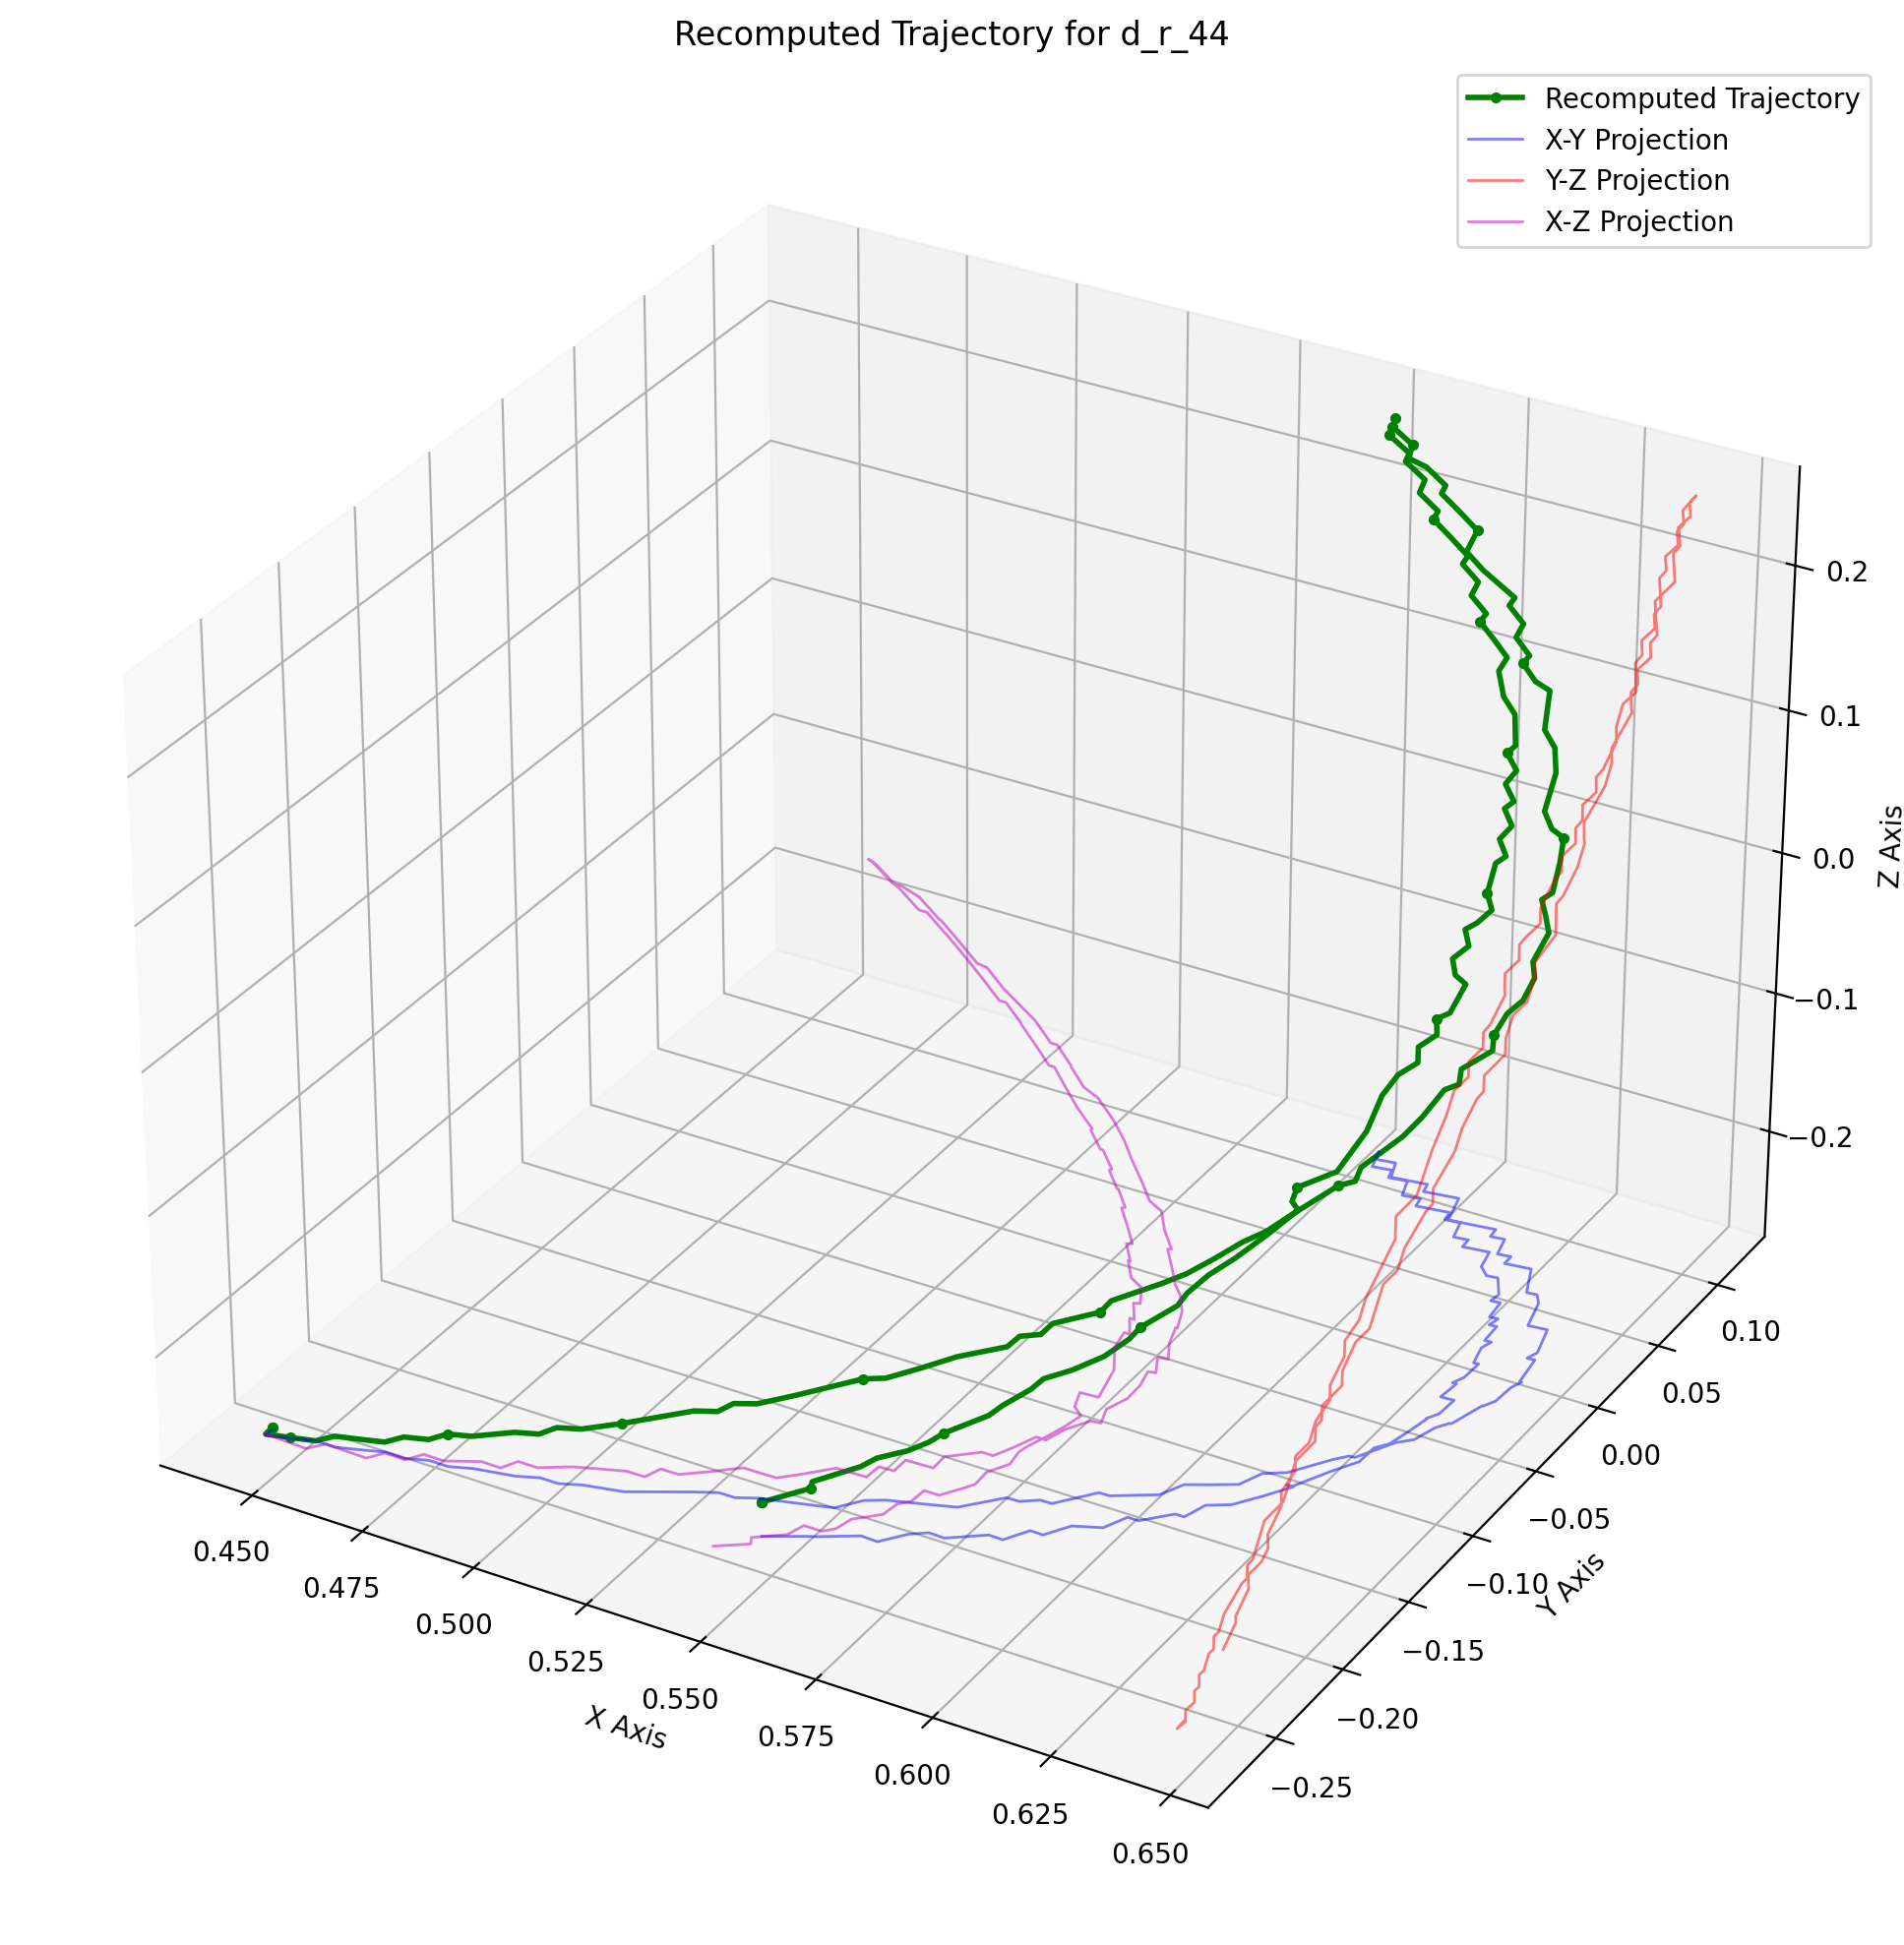 Recomputed Trajectory for d_r_44
Recomputed Trajectory
X-Y Projection
Y-Z Projection
X-Z Projection
0.2
0.1
0.0
−0.1
−0.2
Z Axis
0.10
0.05
0.00
−0.05
−0.10
−0.15
−0.20
−0.25
Y Axis
0.450
0.475
0.500
0.525
0.550
0.575
0.600
0.625
0.650
X Axis